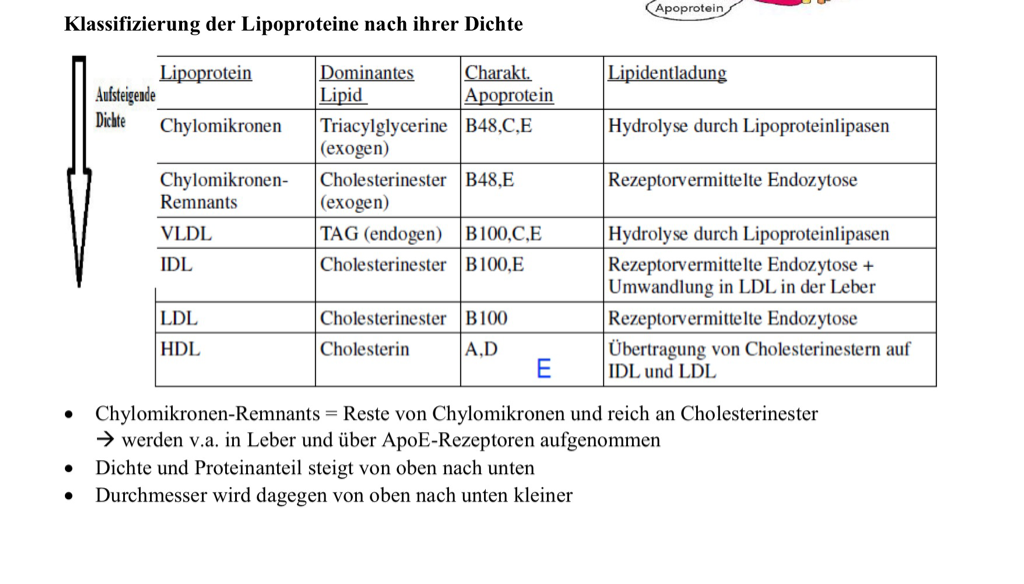 Apoprotein
Klassifizierung der Lipoproteine nach ihrer Dichte
Aufsteigende
Dichte
Lipoprotein Dominantes Lipid Charakt. Apoprotein Lipidentladung
Chylomikronen Triacylglycerine (exogen) B48,C,E Hydrolyse durch Lipoproteinlipasen
Chylomikronen-Remnants Cholesterinester (exogen) B48,E Rezeptorvermittelte Endozytose
VLDL TAG (endogen) B100,C,E Hydrolyse durch Lipoproteinlipasen
IDL Cholesterinester B100,E Rezeptorvermittelte Endozytose + Umwandlung in LDL in der Leber
LDL Cholesterinester B100 Rezeptorvermittelte Endozytose
HDL Cholesterin A,D E Übertragung von Cholesterinestern auf IDL und LDL
• Chylomikronen-Remnants = Reste von Chylomikronen und reich an Cholesterinester
→ werden v.a. in Leber und über ApoE-Rezeptoren aufgenommen
• Dichte und Proteinanteil steigt von oben nach unten
• Durchmesser wird dagegen von oben nach unten kleiner